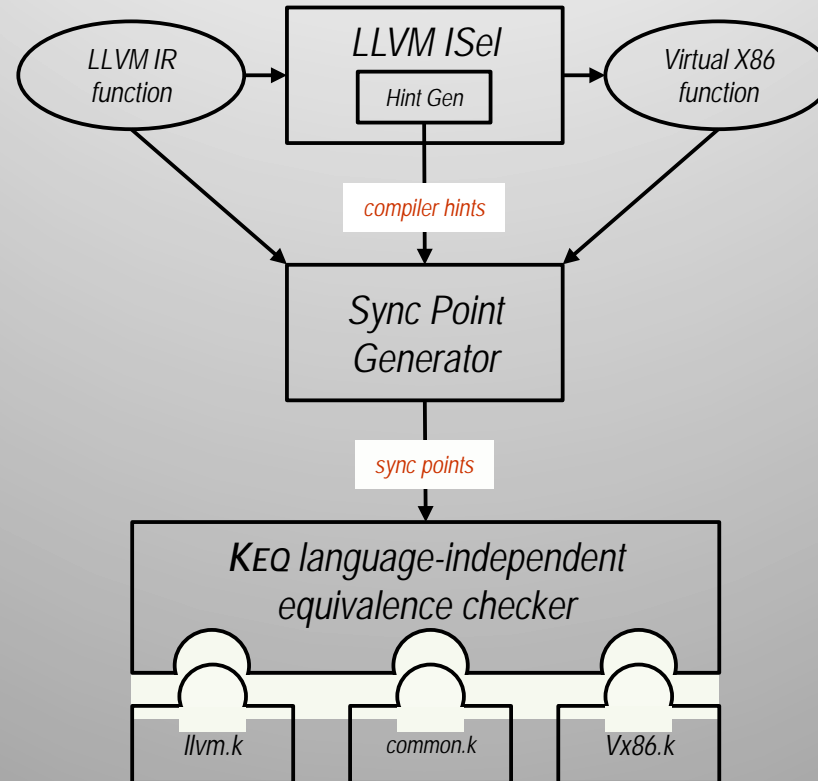 LLVM IR
function
LLVM ISel
Hint Gen
Virtual X86
function
compiler hints
Sync Point
Generator
sync points
KEQ language-independent
equivalence checker
llvm.k
common.k
Vx86.k